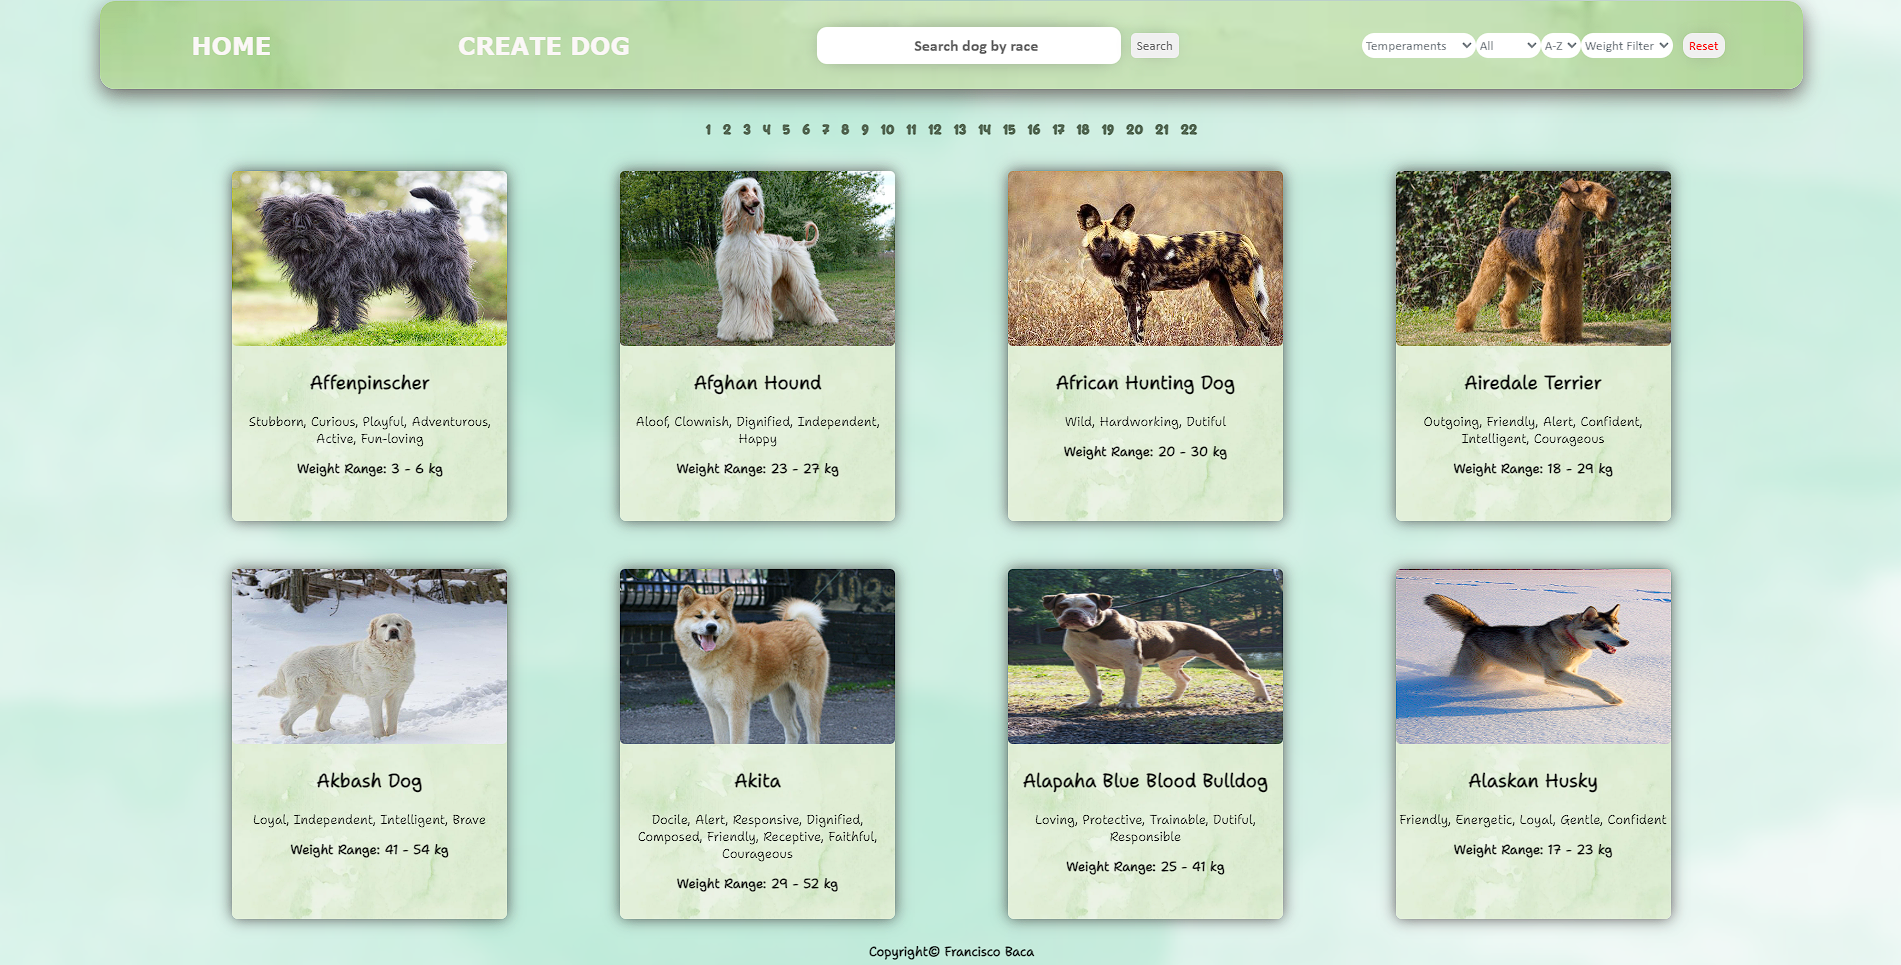 HOME
CREATE DOG
Search dog by race
Search
Temperaments
All
A-Z
Weight Filter
Reset
1 2 3 4 5 6 7 8 9 10 11 12 13 14 15 16 17 18 19 20 21 22
Affenpinscher
Stubborn, Curious, Playful, Adventurous,
Active, Fun-loving
Weight Range: 3 - 6 kg
Afghan Hound
Aloof, Clownish, Dignified, Independent,
Happy
Weight Range: 23 - 27 kg
African Hunting Dog
Wild, Hardworking, Dutiful
Weight Range: 20 - 30 kg
Airedale Terrier
Outgoing, Friendly, Alert, Confident,
Intelligent, Courageous
Weight Range: 18 - 29 kg
Akbash Dog
Loyal, Independent, Intelligent, Brave
Weight Range: 41 - 54 kg
Akita
Docile, Alert, Responsive, Dignified,
Composed, Friendly, Receptive, Faithful,
Courageous
Weight Range: 29 - 52 kg
Alapaha Blue Blood Bulldog
Loving, Protective, Trainable, Dutiful,
Responsible
Weight Range: 25 - 41 kg
Alaskan Husky
Friendly, Energetic, Loyal, Gentle, Confident
Weight Range: 17 - 23 kg
Copyright© Francisco Baca